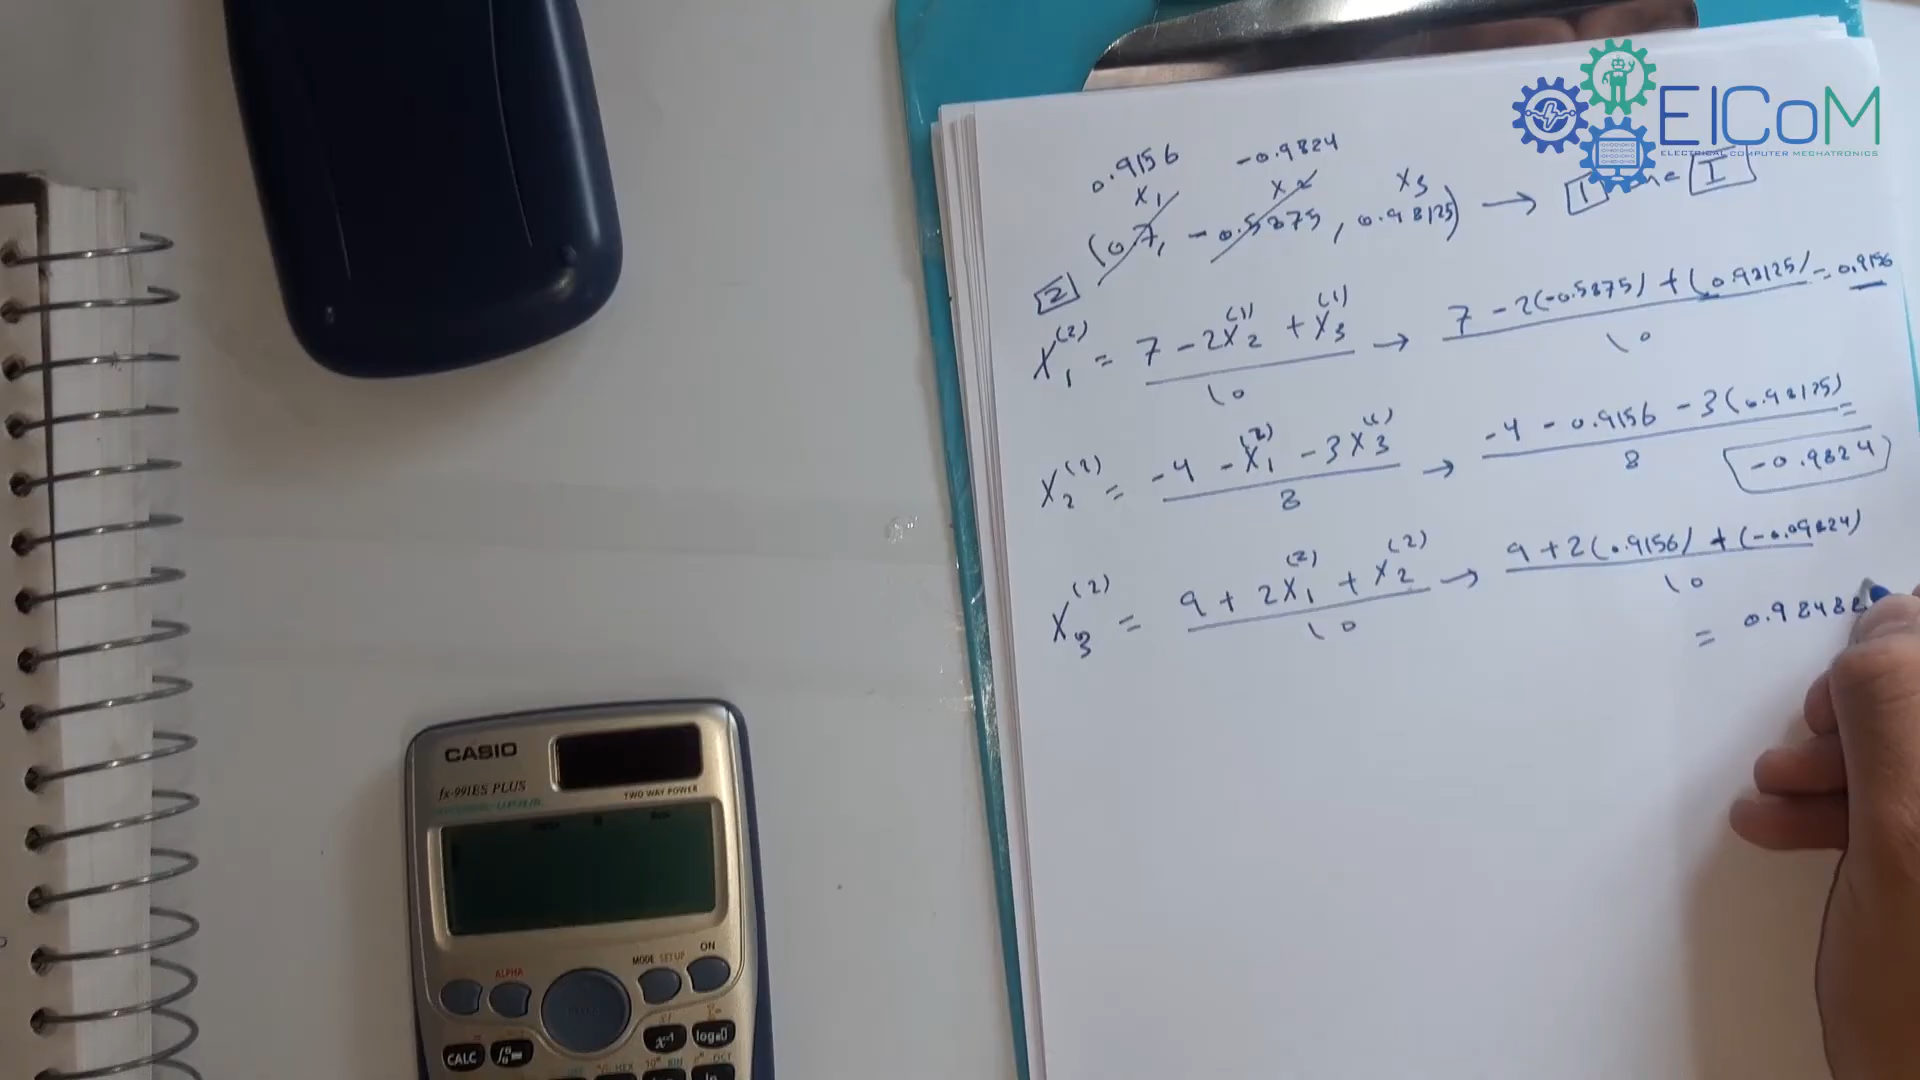 EICoM
ELECTRICAL COMPUTER MECHATRONICS
0.9156 -0.9824
x₁ x₂ x₃
(0.7, -0.5875, 0.98125) → 1 I
2
X₁⁽²⁾ = 7 - 2X₂⁽¹⁾ + X₃⁽¹⁾ / 10 → 7 - 2(-0.5875) + (0.98125) / 10 = 0.9156
X₂⁽²⁾ = -4 - X₁⁽²⁾ - 3X₃⁽¹⁾ / 8 → -4 - 0.9156 - 3(0.98125) / 8 =
-0.9824
X₃⁽²⁾ = 9 + 2X₁⁽²⁾ + X₂⁽²⁾ / 10 → 9 + 2(0.9156) + (-0.09824) / 10
= 0.98488
CASIO
fx-991ES PLUS
TWO WAY POWER
ON
MODE SETUP
ALPHA
CALC
log
ln